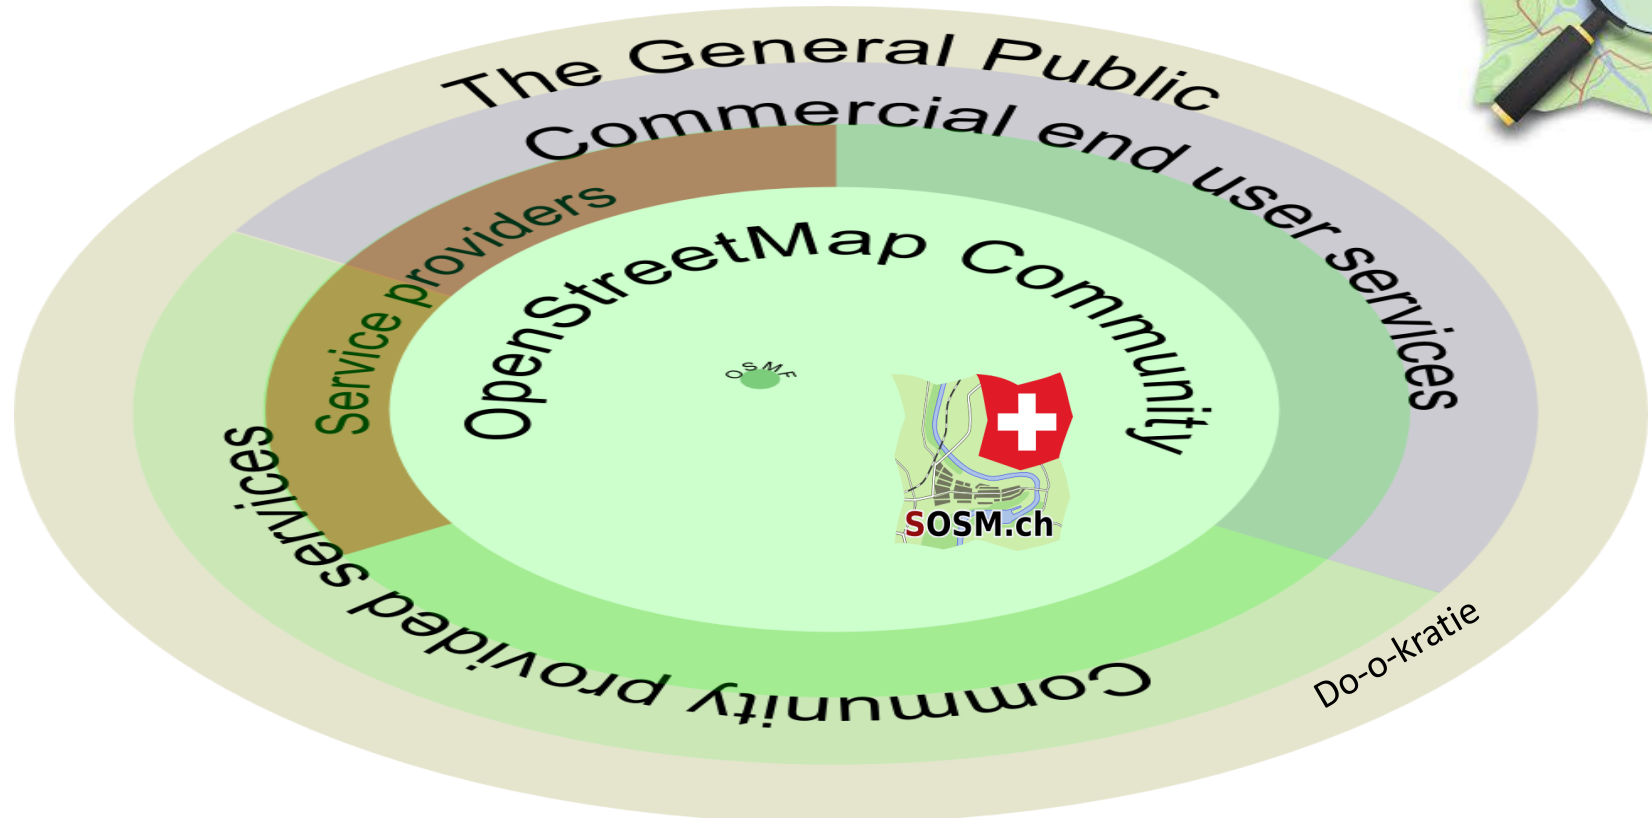 The General Public
Commercial end user services
Service providers
OpenStreetMap Community
OSMF
SOSM.ch
Community provided services
Do-o-kratie